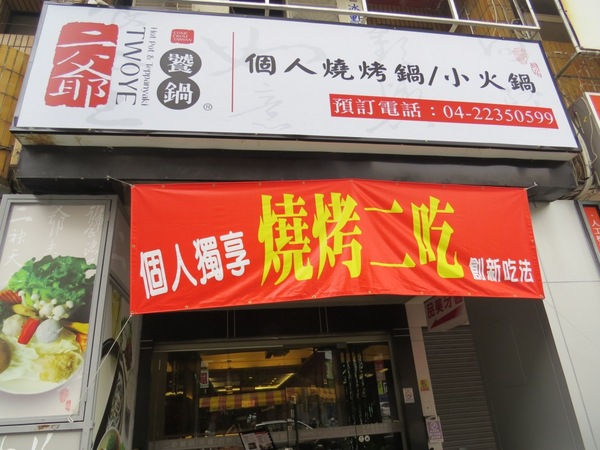 二爺
TWOYE
Hot Pot & Teppanyaki
饕鍋
®
個人燒烤鍋/小火鍋
預訂電話:04-22350599
個人獨享
燒烤二吃
創新吃法